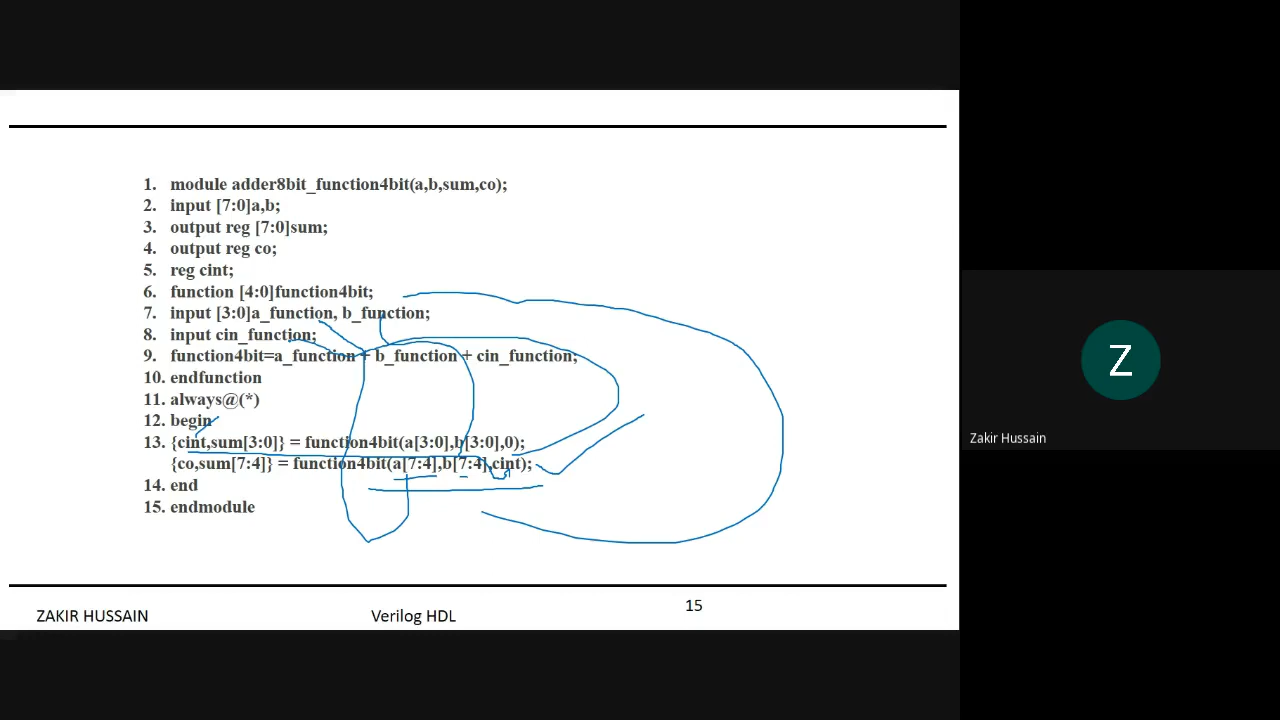 1. module adder8bit_function4bit(a,b,sum,co);
2. input [7:0]a,b;
3. output reg [7:0]sum;
4. output reg co;
5. reg cint;
6. function [4:0]function4bit;
7. input [3:0]a_function, b_function;
8. input cin_function;
9. function4bit=a_function + b_function + cin_function;
10. endfunction
11. always@(*)
12. begin
13. {cint,sum[3:0]} = function4bit(a[3:0],b[3:0],0);
{co,sum[7:4]} = function4bit(a[7:4],b[7:4],cint);
14. end
15. endmodule
ZAKIR HUSSAIN
Verilog HDL
15
Z
Zakir Hussain